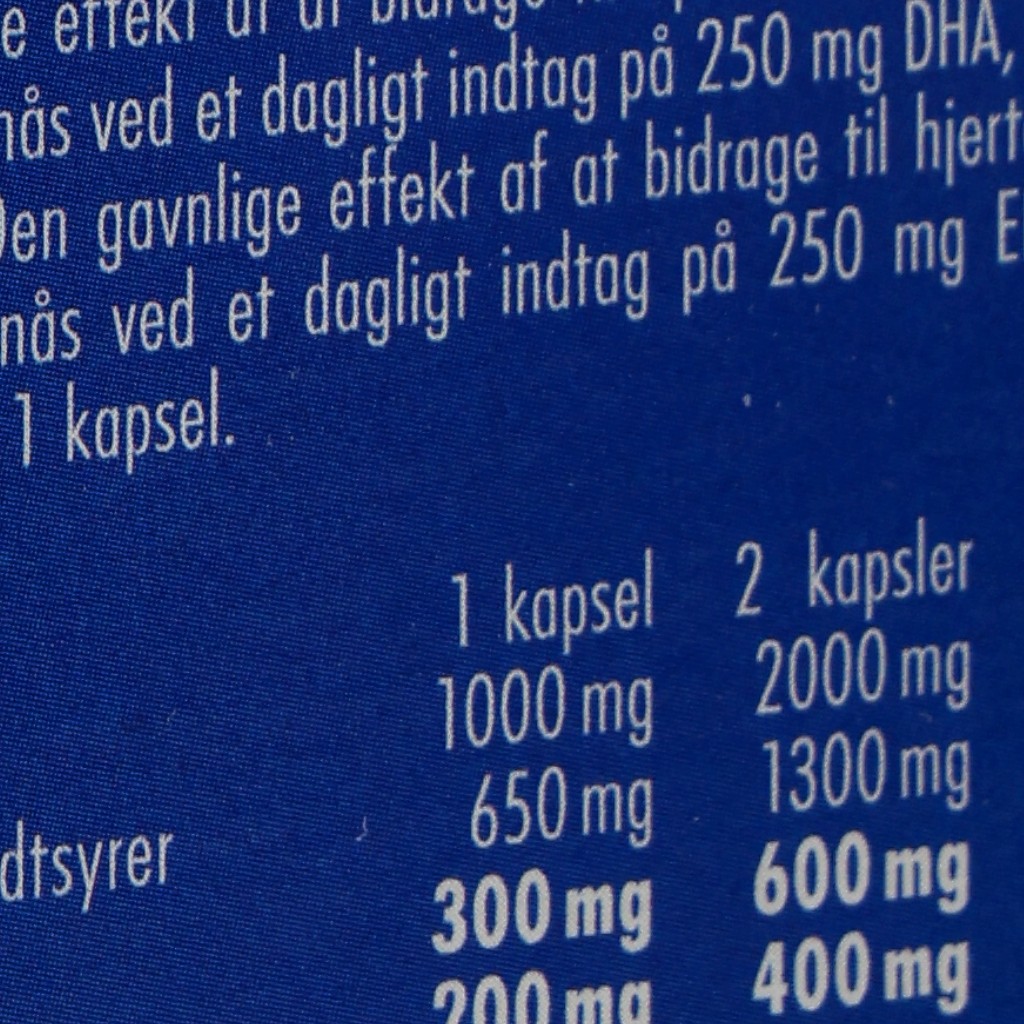 e effekt af at bidrage
nås ved et dagligt indtag på 250 mg DHA,
Den gavnlige effekt af at bidrage til hjert
nås ved et dagligt indtag på 250 mg E
1 kapsel.
1 kapsel 2 kapsler
1000 mg 2000 mg
650 mg 1300 mg
dtsyrer 300 mg 600 mg
200 mg 400 mg